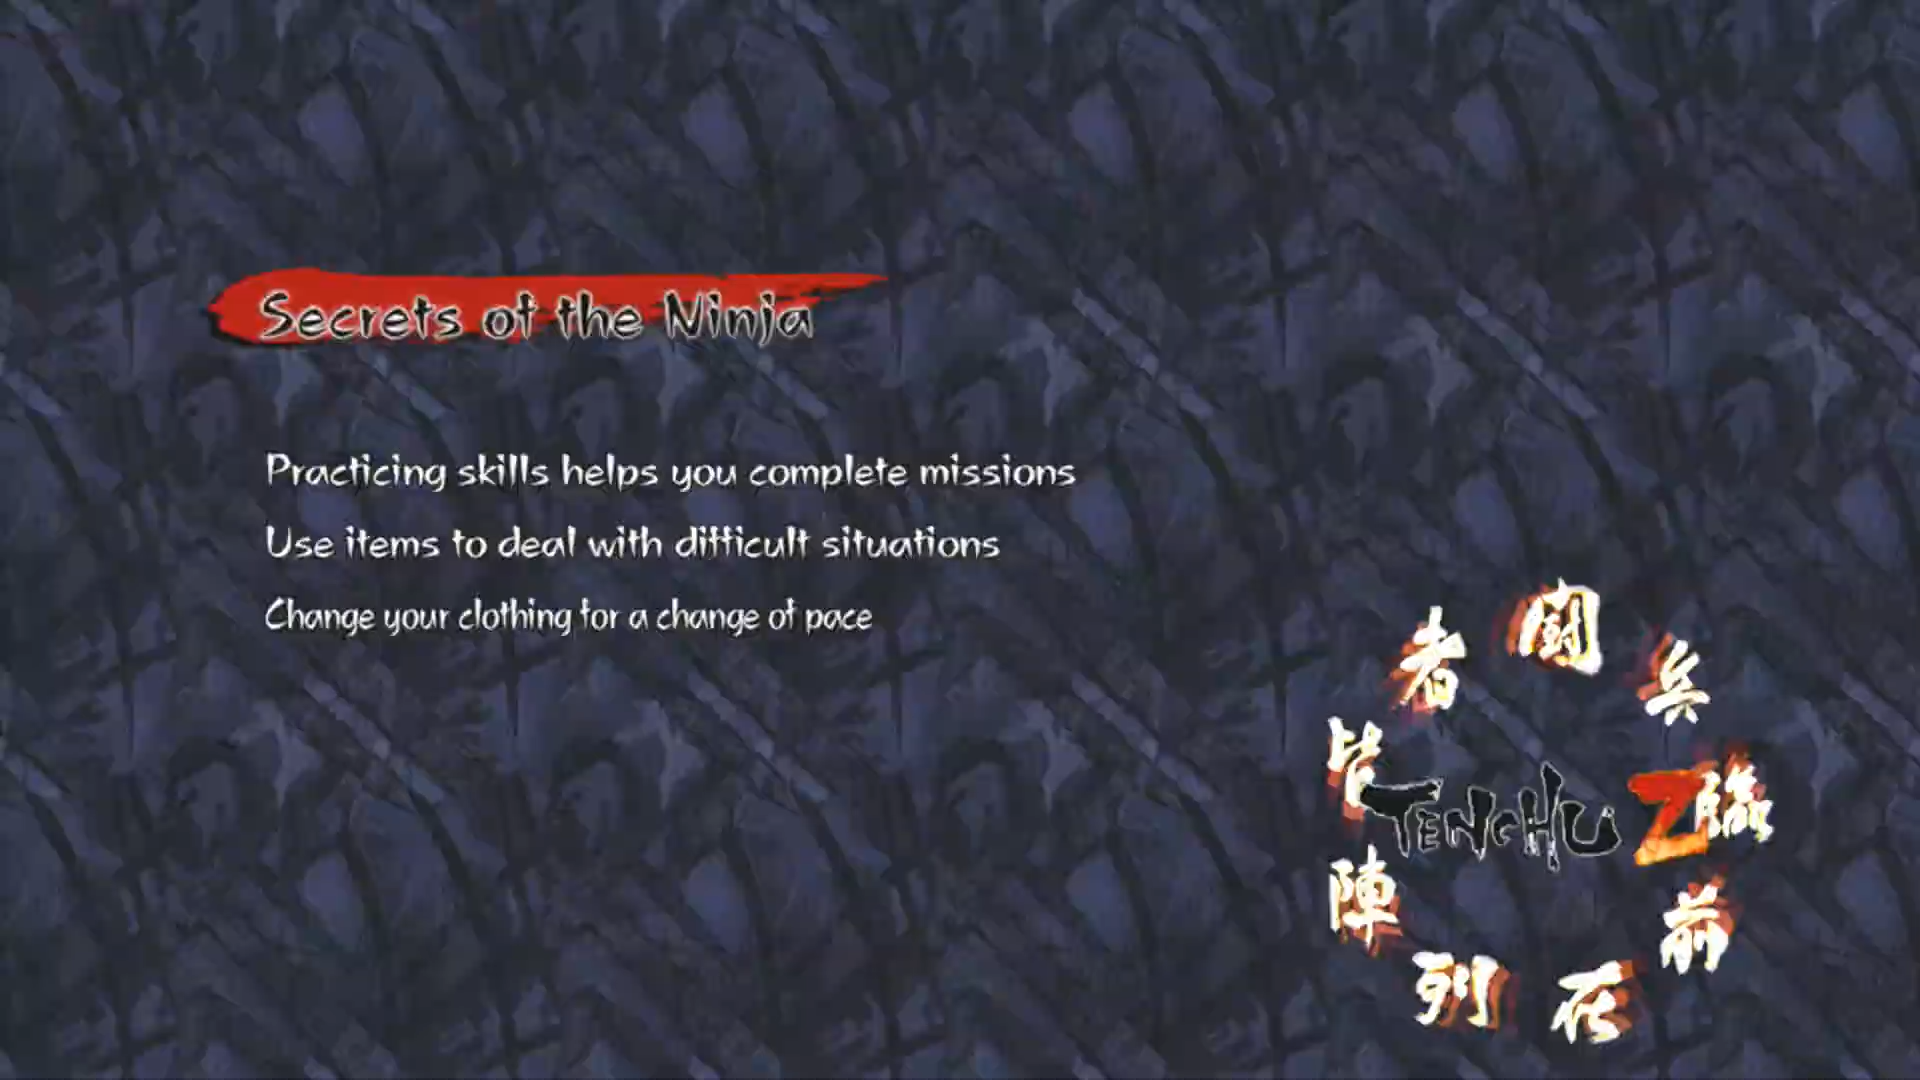 Secrets of the Ninja
Practicing skills helps you complete missions
Use items to deal with difficult situations
Change your clothing for a change of pace
闘
者
兵
皆
TENCHU Z
臨
陣
前
列
在